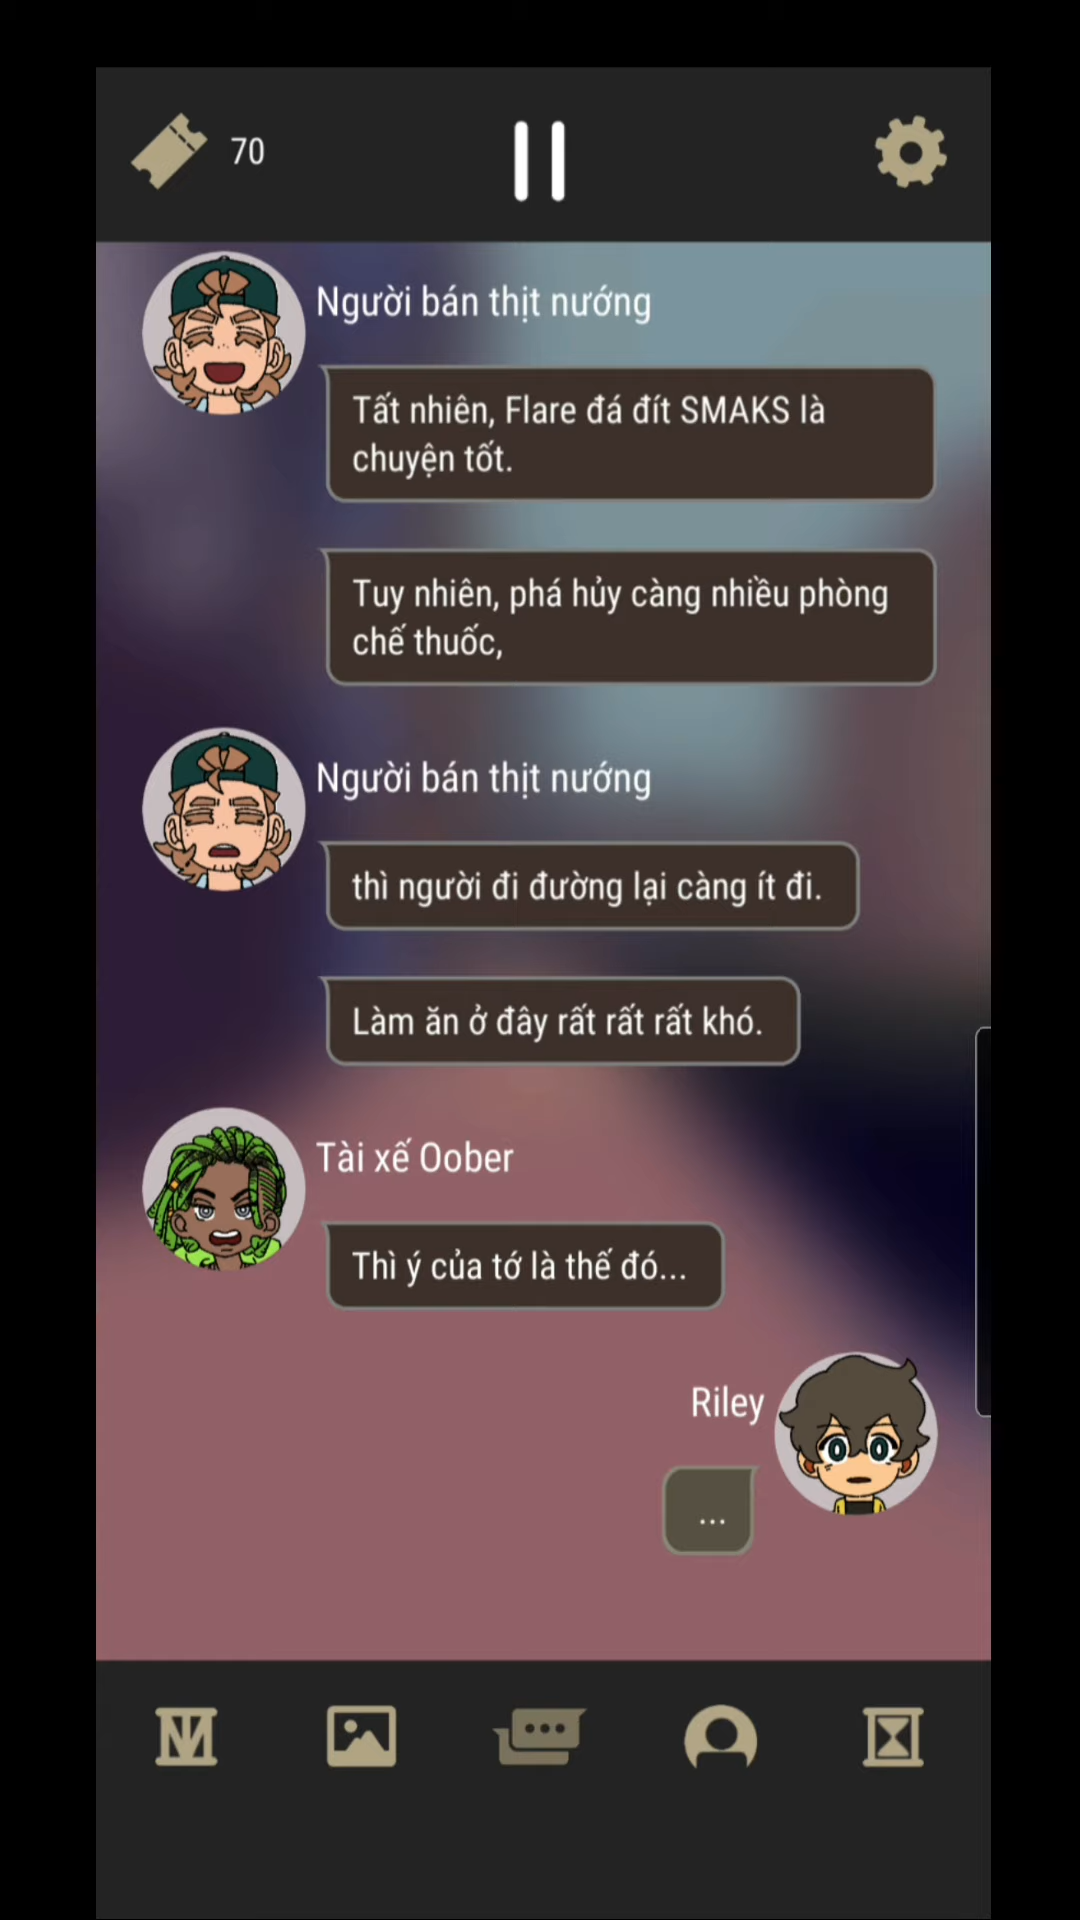 70
Người bán thịt nướng
Tất nhiên, Flare đá đít SMAKS là
chuyện tốt.
Tuy nhiên, phá hủy càng nhiều phòng
chế thuốc,
Người bán thịt nướng
thì người đi đường lại càng ít đi.
Làm ăn ở đây rất rất rất khó.
Tài xế Oober
Thì ý của tớ là thế đó...
Riley
...